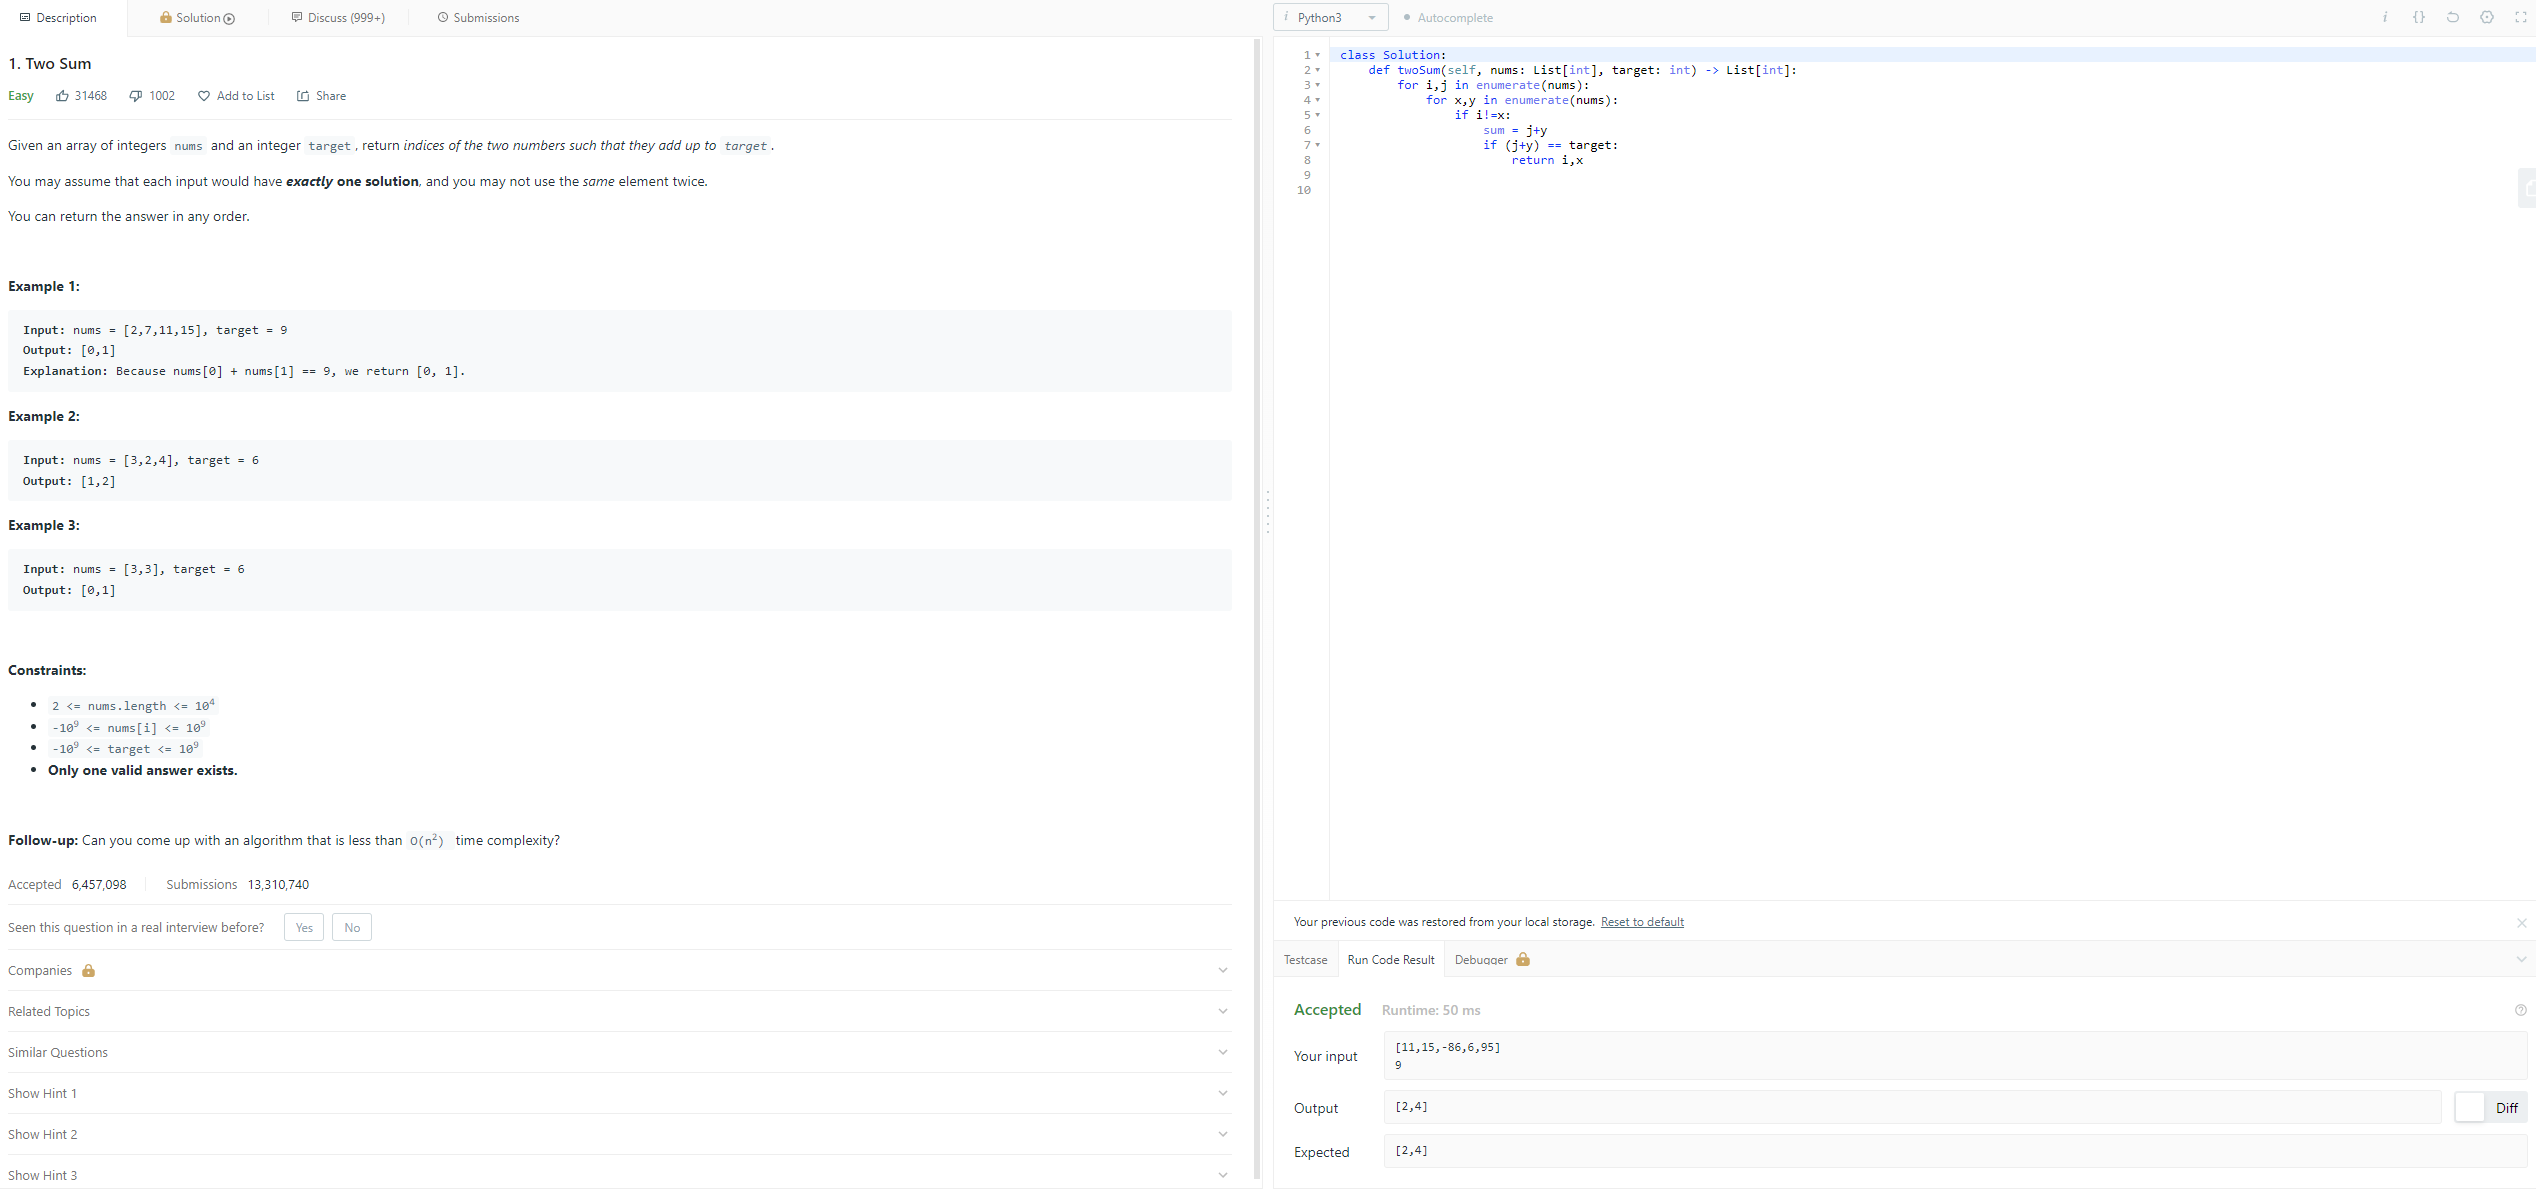 Description
Solution
Discuss (999+)
Submissions
1. Two Sum
Easy 31468 1002 Add to List Share
Given an array of integers nums and an integer target, return indices of the two numbers such that they add up to target.
You may assume that each input would have exactly one solution, and you may not use the same element twice.
You can return the answer in any order.
Example 1:
Input: nums = [2,7,11,15], target = 9
Output: [0,1]
Explanation: Because nums[0] + nums[1] == 9, we return [0, 1].
Example 2:
Input: nums = [3,2,4], target = 6
Output: [1,2]
Example 3:
Input: nums = [3,3], target = 6
Output: [0,1]
Constraints:
• 2 <= nums.length <= 10⁴
• -10⁹ <= nums[i] <= 10⁹
• -10⁹ <= target <= 10⁹
• Only one valid answer exists.
Follow-up: Can you come up with an algorithm that is less than O(n²) time complexity?
Accepted 6,457,098 Submissions 13,310,740
Seen this question in a real interview before? Yes No
Companies
Related Topics
Similar Questions
Show Hint 1
Show Hint 2
Show Hint 3
i Python3 Autocomplete i {}
1 class Solution:
2     def twoSum(self, nums: List[int], target: int) -> List[int]:
3         for i,j in enumerate(nums):
4             for x,y in enumerate(nums):
5                 if i!=x:
6                     sum = j+y
7                     if (j+y) == target:
8                         return i,x
9
10
Your previous code was restored from your local storage. Reset to default
Testcase Run Code Result Debugger
Accepted Runtime: 50 ms
Your input
[11,15,-86,6,95]
9
Output [2,4] Diff
Expected [2,4]